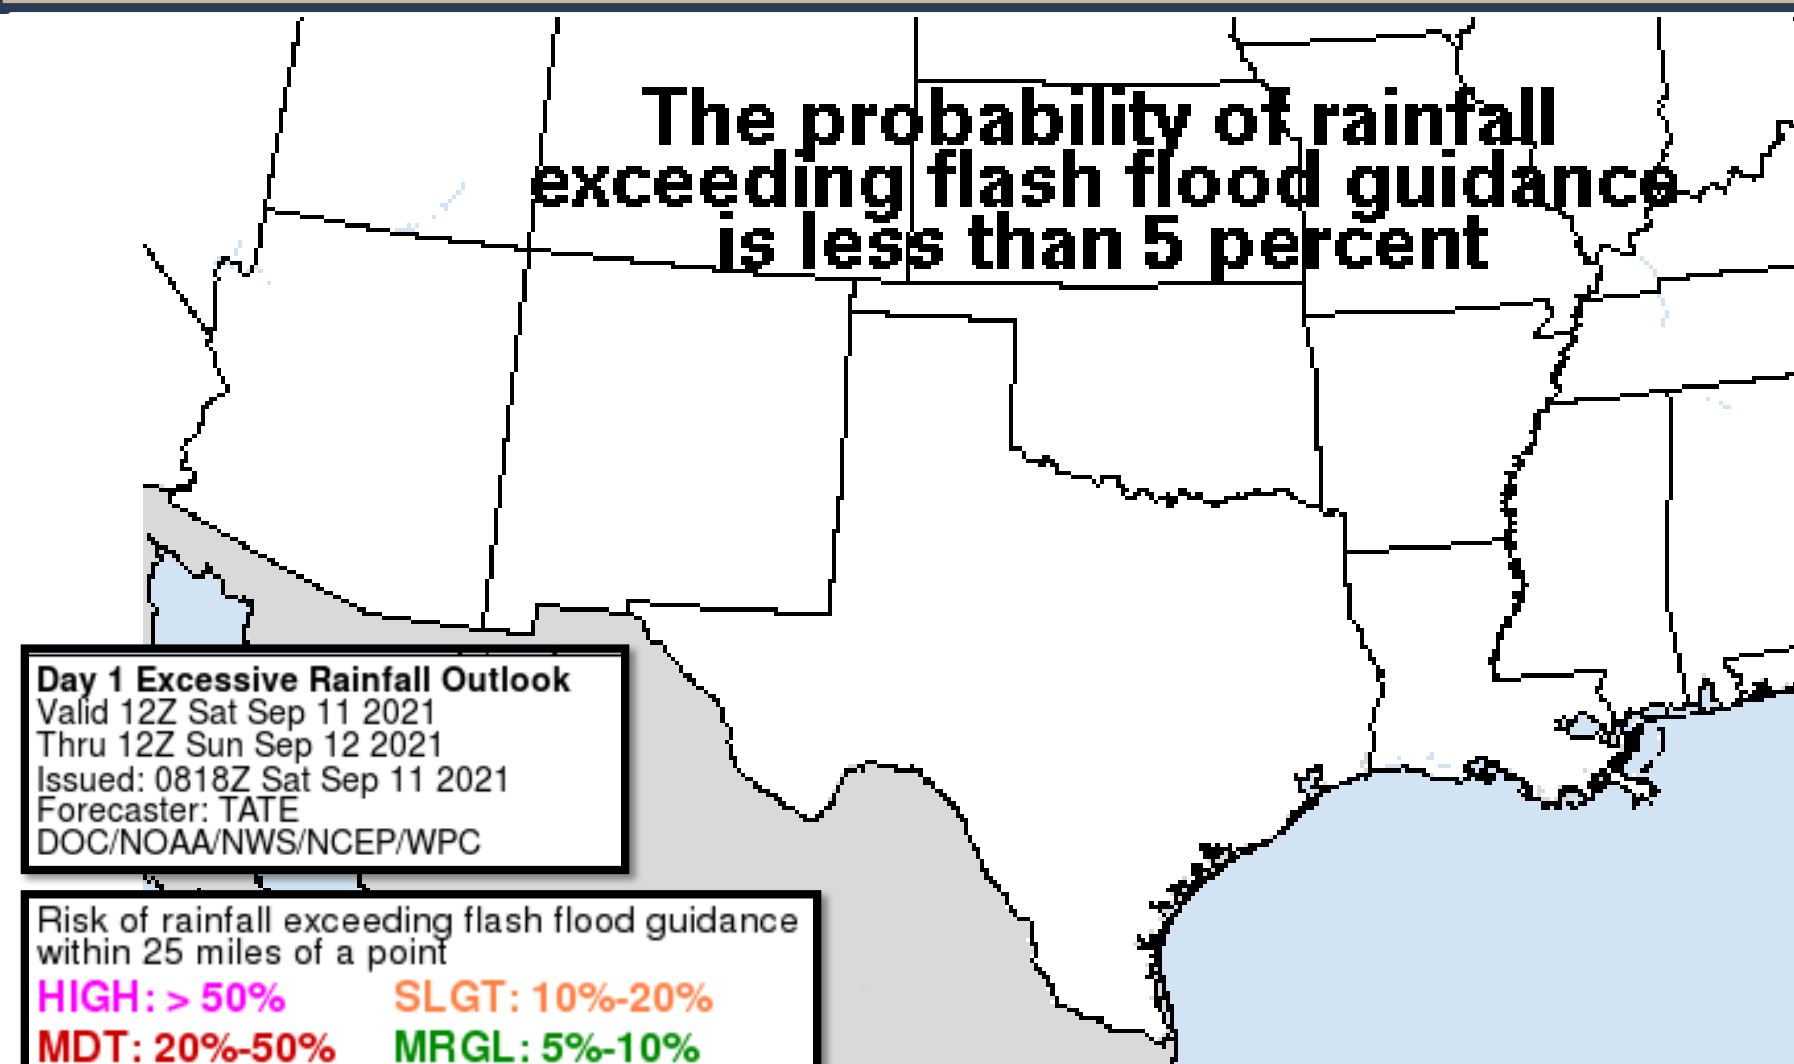 The probability of rainfall
exceeding flash flood guidance
is less than 5 percent
Day 1 Excessive Rainfall Outlook
Valid 12Z Sat Sep 11 2021
Thru 12Z Sun Sep 12 2021
Issued: 0818Z Sat Sep 11 2021
Forecaster: TATE
DOC/NOAA/NWS/NCEP/WPC
Risk of rainfall exceeding flash flood guidance
within 25 miles of a point
HIGH: > 50% SLGT: 10%-20%
MDT: 20%-50% MRGL: 5%-10%